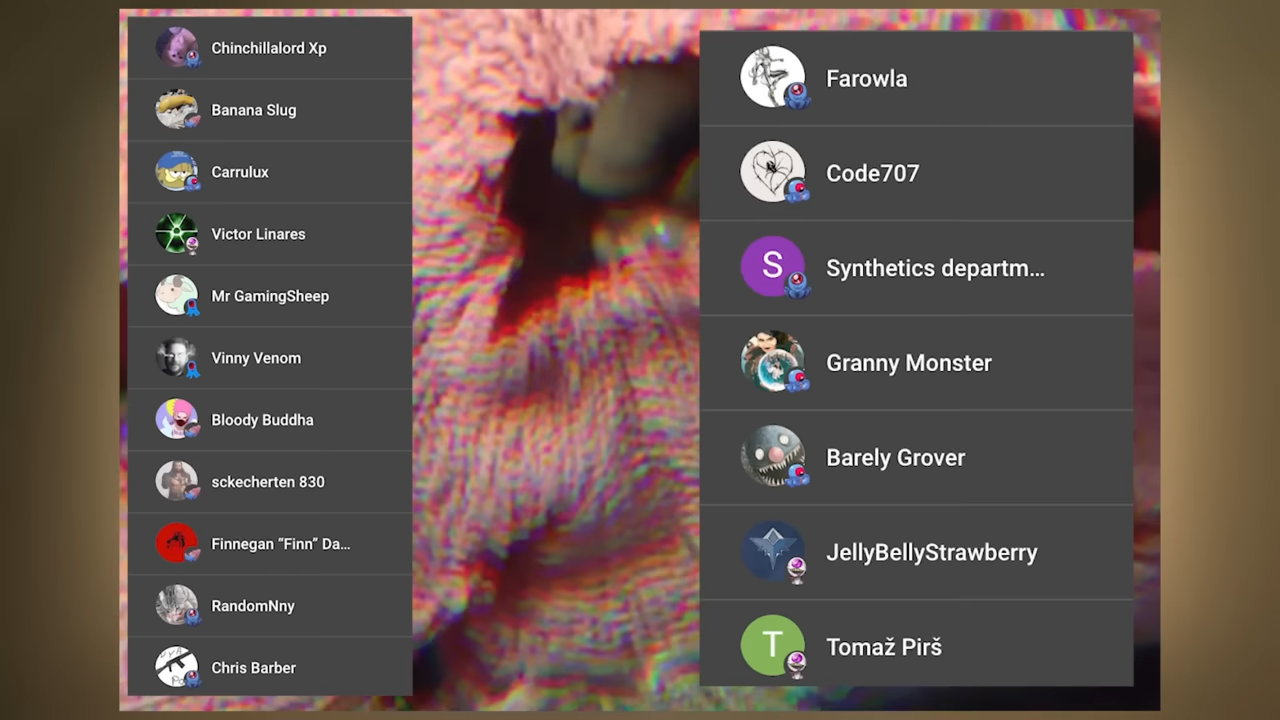 Chinchillalord Xp
Banana Slug
Carrulux
Victor Linares
Mr GamingSheep
Vinny Venom
Bloody Buddha
sckecherten 830
Finnegan “Finn” Da...
RandomNny
Chris Barber
Farowla
Code707
S
Synthetics departm...
Granny Monster
Barely Grover
JellyBellyStrawberry
T
Tomaž Pirš